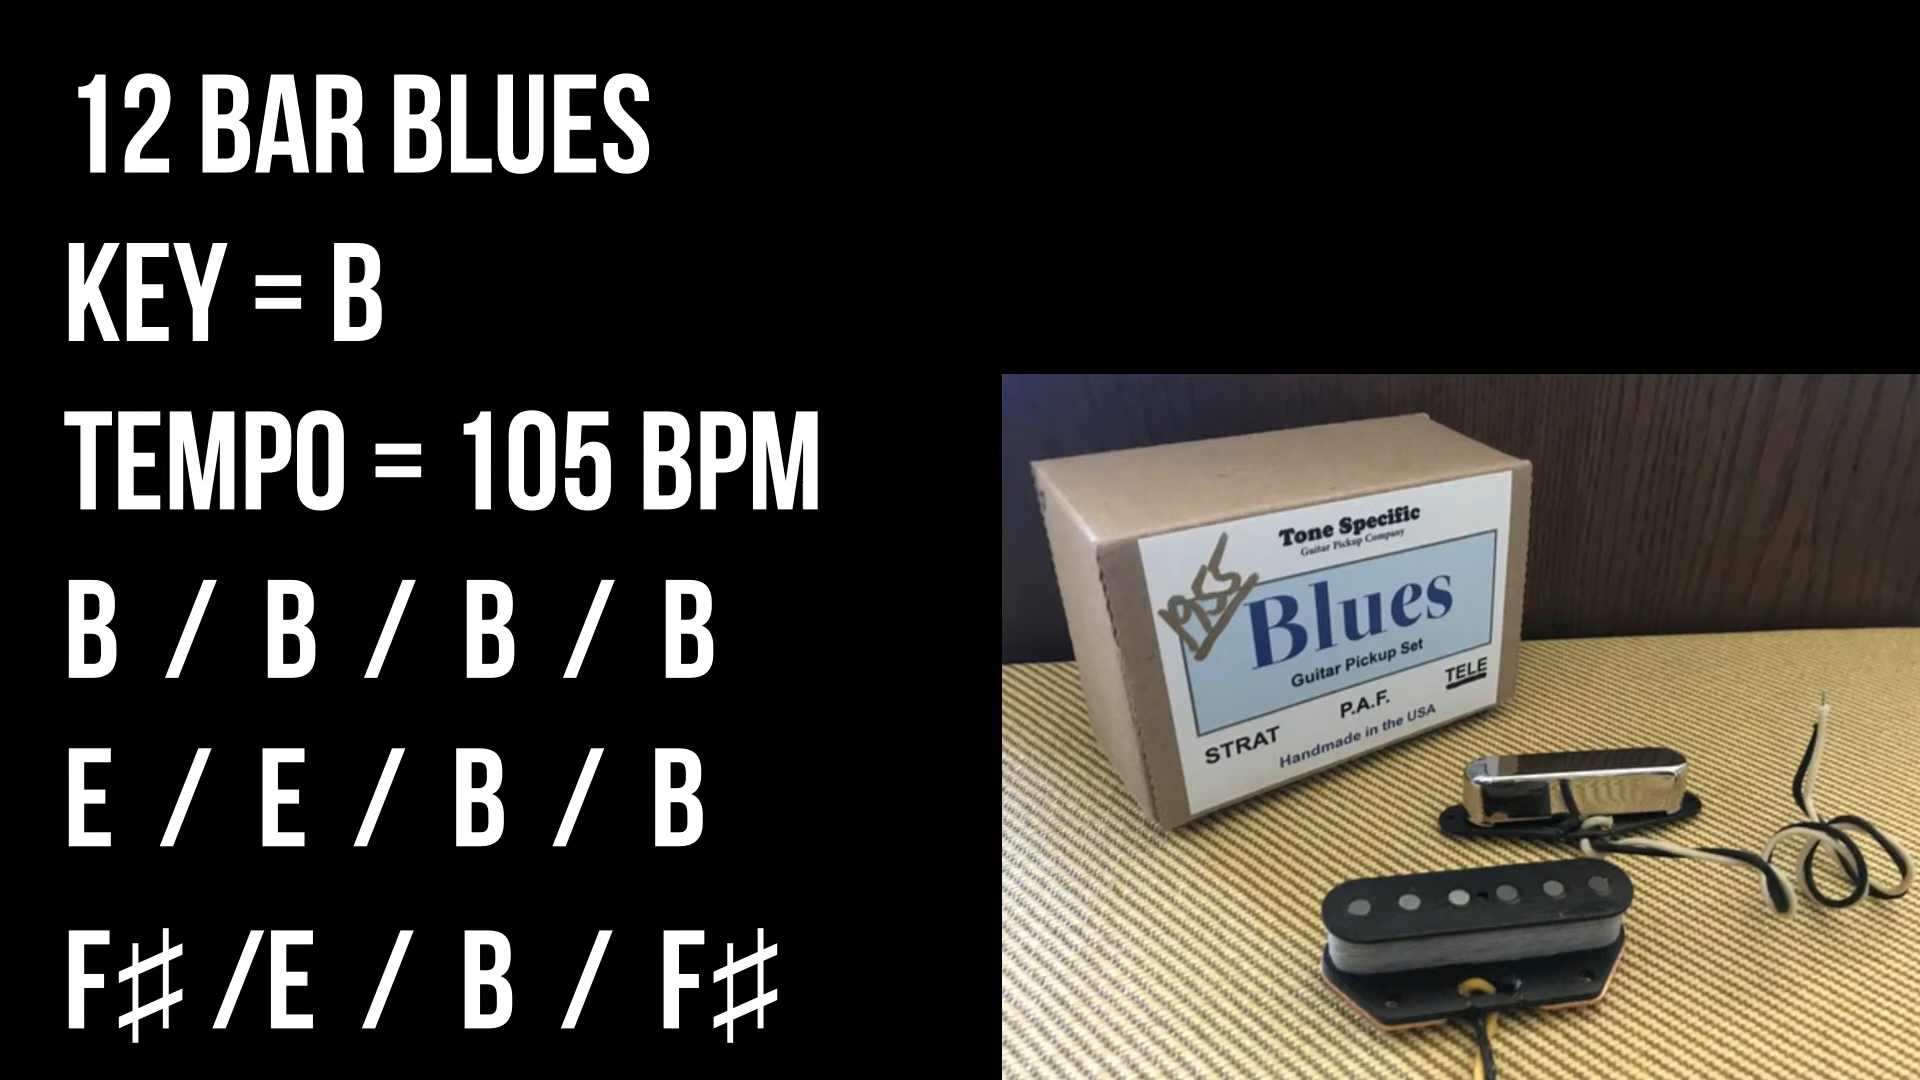 12 BAR BLUES
KEY = B
TEMPO = 105 BPM
B / B / B / B
E / E / B / B
F♯ /E / B / F♯
Tone Specific
Guitar Pickup Company
Blues
Guitar Pickup Set
STRAT P.A.F. TELE
Handmade in the USA